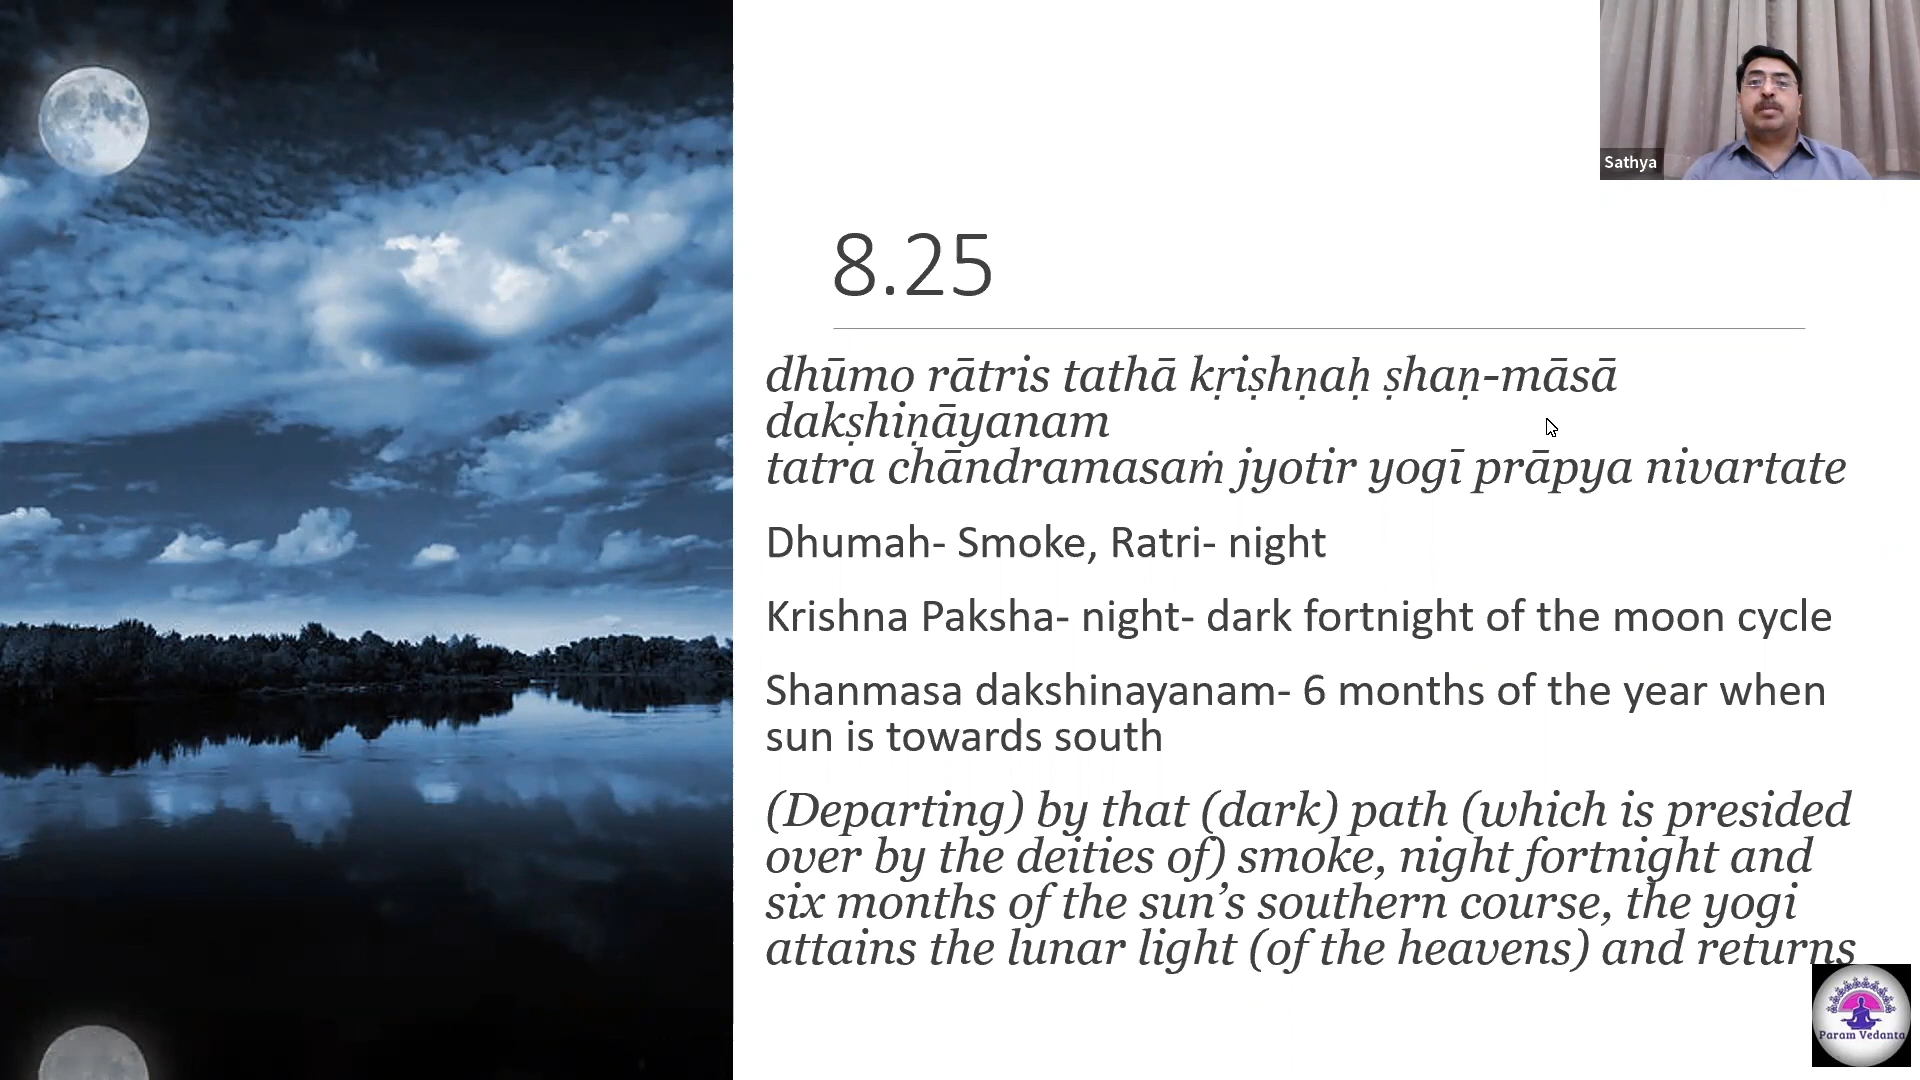 Sathya
8.25
dhūmo rātris tathā kṛiṣhṇaḥ ṣhaṇ-māsā
dakṣhiṇāyanam
tatra chāndramasaṁ jyotir yogī prāpya nivartate
Dhumah- Smoke, Ratri- night
Krishna Paksha- night- dark fortnight of the moon cycle
Shanmasa dakshinayanam- 6 months of the year when
sun is towards south
(Departing) by that (dark) path (which is presided
over by the deities of) smoke, night fortnight and
six months of the sun’s southern course, the yogi
attains the lunar light (of the heavens) and returns
Param Vedanta